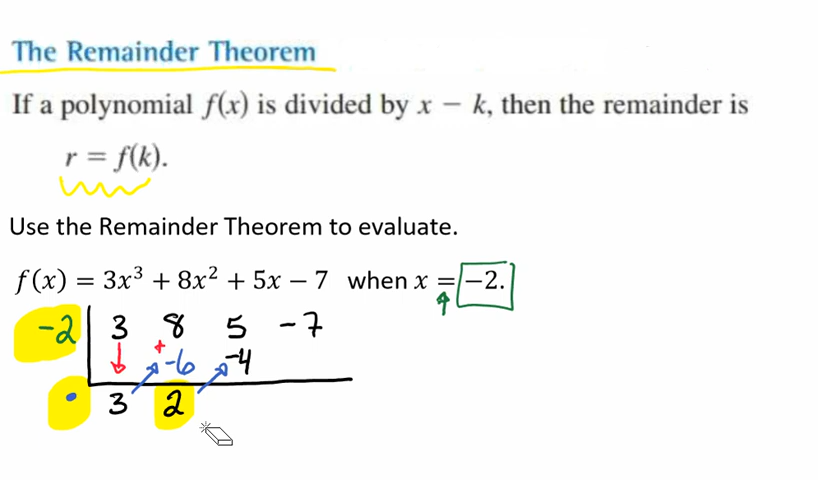 The Remainder Theorem
If a polynomial f(x) is divided by x − k, then the remainder is
r = f(k).
Use the Remainder Theorem to evaluate.
f(x) = 3x³ + 8x² + 5x − 7 when x = −2.
-2 3 8 5 -7
+ -6 -4
3 2